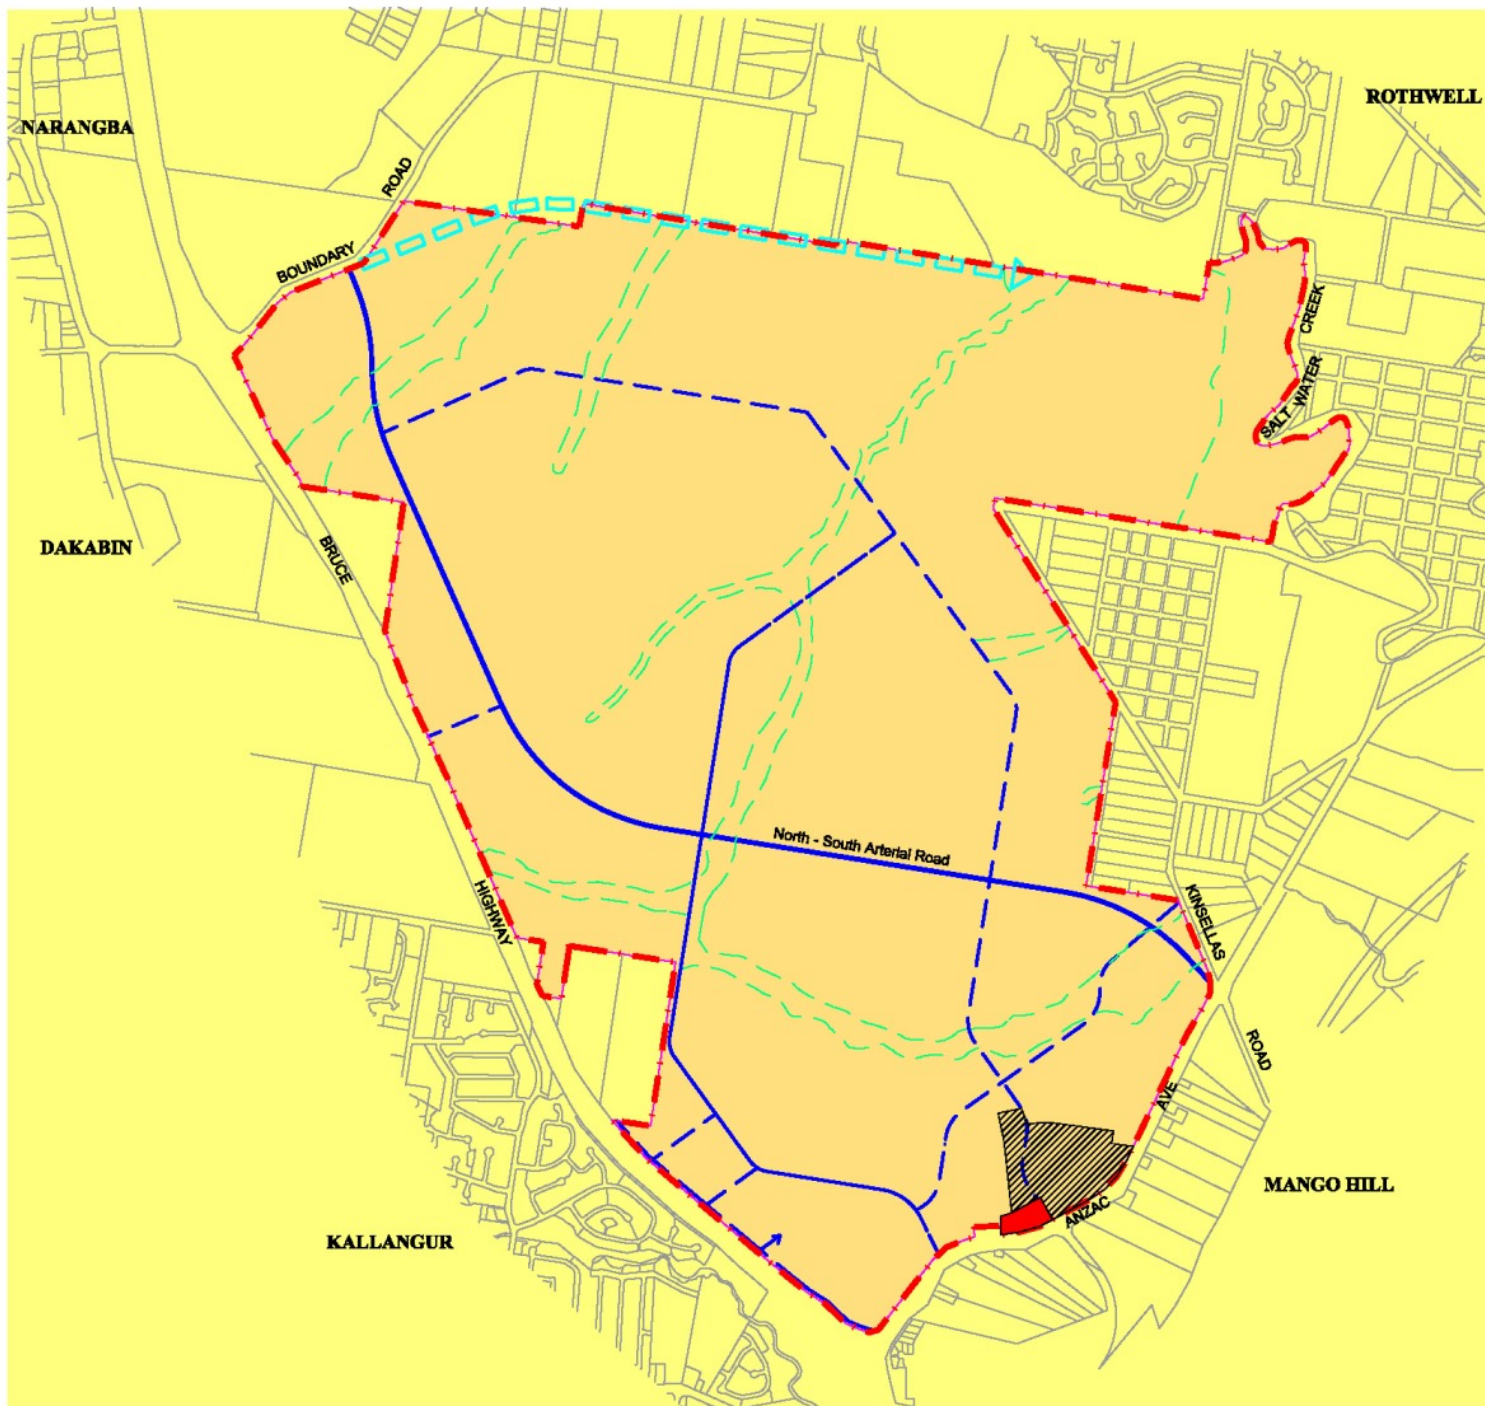 ROTHWELL
NARANGBA
ROAD
BOUNDARY
CREEK
SALT WATER
DAKABIN
BRUCE
North - South Arterial Road
HIGHWAY
KINSELLAS
ROAD
AVE
MANGO HILL
ANZAC
KALLANGUR